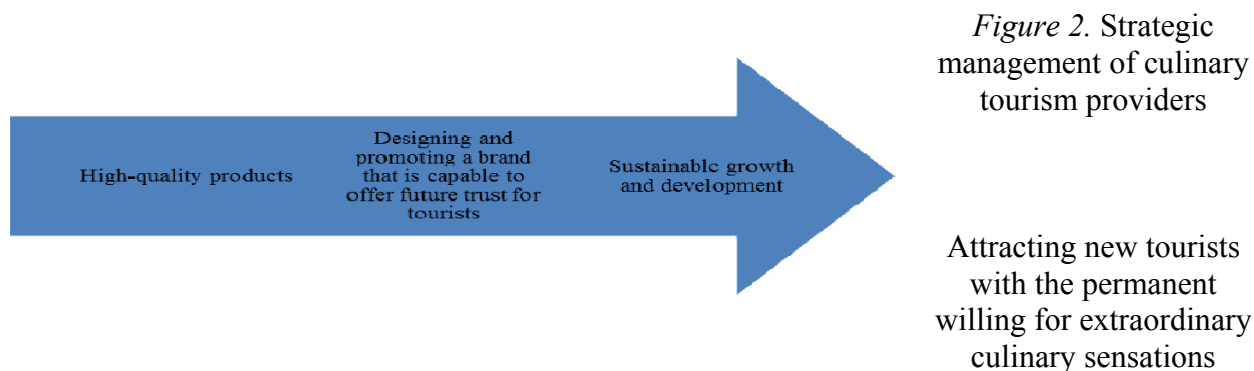 High-quality products
Designing and
promoting a brand
that is capable to
offer future trust for
tourists
Sustainable growth
and development
Figure 2. Strategic
management of culinary
tourism providers
Attracting new tourists
with the permanent
willing for extraordinary
culinary sensations